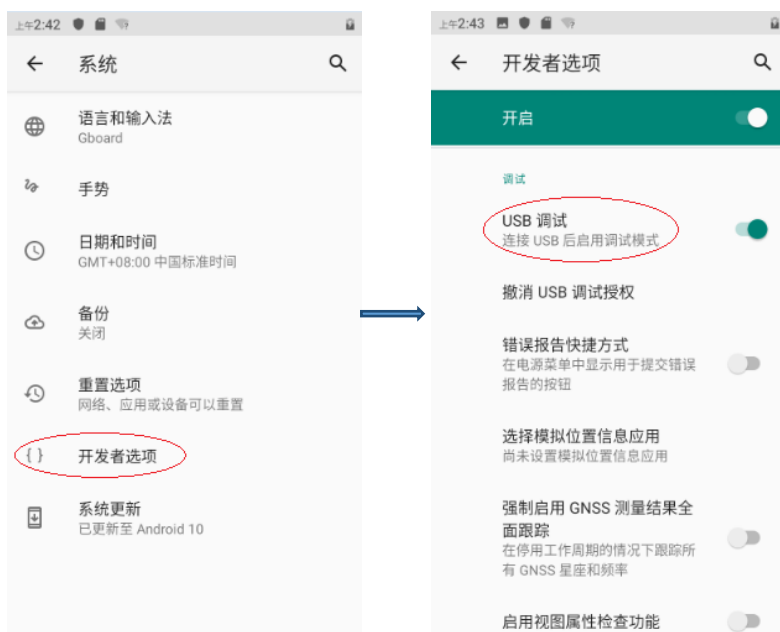 上午2:42
系统
语言和输入法
Gboard
手势
日期和时间
GMT+08:00 中国标准时间
备份
关闭
重置选项
网络、应用或设备可以重置
{ } 开发者选项
系统更新
已更新至 Android 10
上午2:43
开发者选项
开启
调试
USB 调试
连接 USB 后启用调试模式
撤消 USB 调试授权
错误报告快捷方式
在电源菜单中显示用于提交错误
报告的按钮
选择模拟位置信息应用
尚未设置模拟位置信息应用
强制启用 GNSS 测量结果全
面跟踪
在停用工作周期的情况下跟踪所
有 GNSS 星座和频率
启用视图属性检查功能